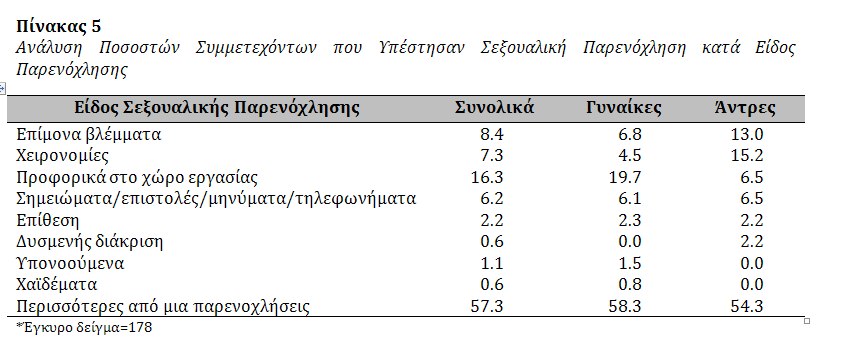 Πίνακας 5
Ανάλυση Ποσοστών Συμμετεχόντων που Υπέστησαν Σεξουαλική Παρενόχληση κατά Είδος
Παρενόχλησης
Είδος Σεξουαλικής Παρενόχλησης Συνολικά Γυναίκες Άντρες
Επίμονα βλέμματα 8.4 6.8 13.0
Χειρονομίες 7.3 4.5 15.2
Προφορικά στο χώρο εργασίας 16.3 19.7 6.5
Σημειώματα/επιστολές/μηνύματα/τηλεφωνήματα 6.2 6.1 6.5
Επίθεση 2.2 2.3 2.2
Δυσμενής διάκριση 0.6 0.0 2.2
Υπονοούμενα 1.1 1.5 0.0
Χαϊδέματα 0.6 0.8 0.0
Περισσότερες από μια παρενοχλήσεις 57.3 58.3 54.3
*Έγκυρο δείγμα=178